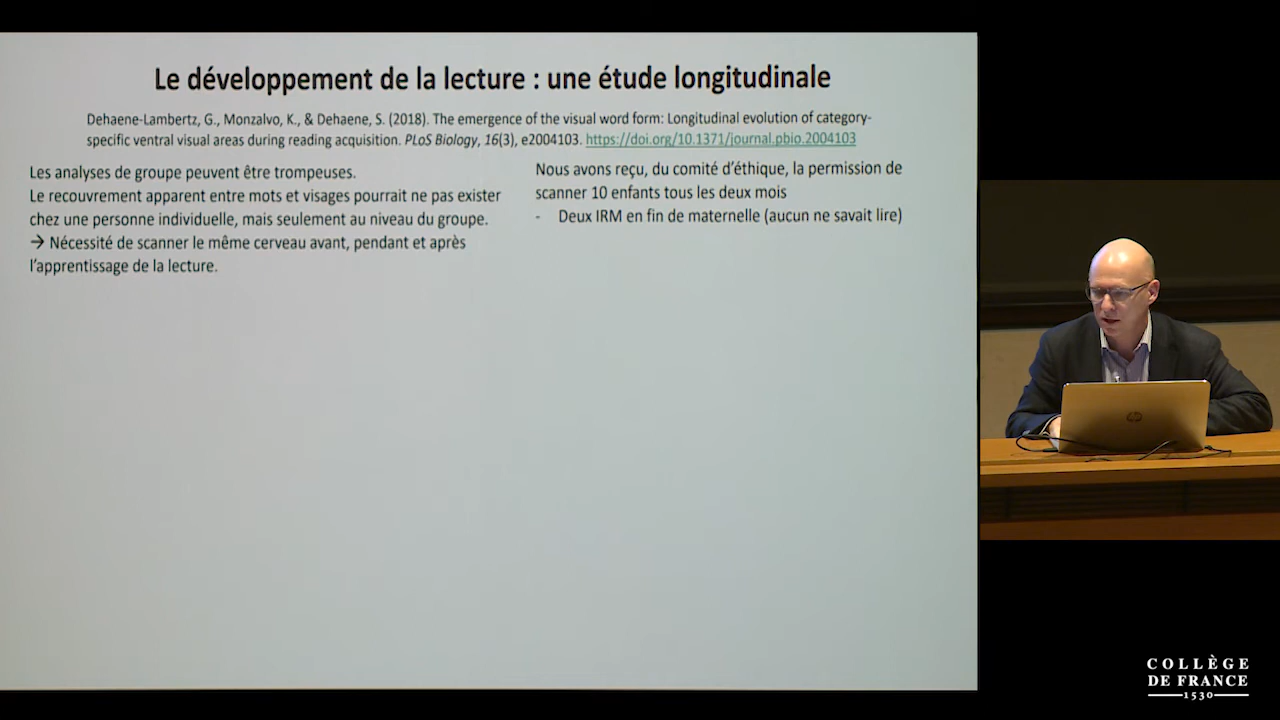 Le développement de la lecture : une étude longitudinale
Dehaene-Lambertz, G., Monzalvo, K., & Dehaene, S. (2018). The emergence of the visual word form: Longitudinal evolution of category-
specific ventral visual areas during reading acquisition. PLoS Biology, 16(3), e2004103. https://doi.org/10.1371/journal.pbio.2004103
Les analyses de groupe peuvent être trompeuses.
Le recouvrement apparent entre mots et visages pourrait ne pas exister
chez une personne individuelle, mais seulement au niveau du groupe.
→ Nécessité de scanner le même cerveau avant, pendant et après
l'apprentissage de la lecture.
Nous avons reçu, du comité d'éthique, la permission de
scanner 10 enfants tous les deux mois
- Deux IRM en fin de maternelle (aucun ne savait lire)
hp
COLLÈGE
DE FRANCE
1530